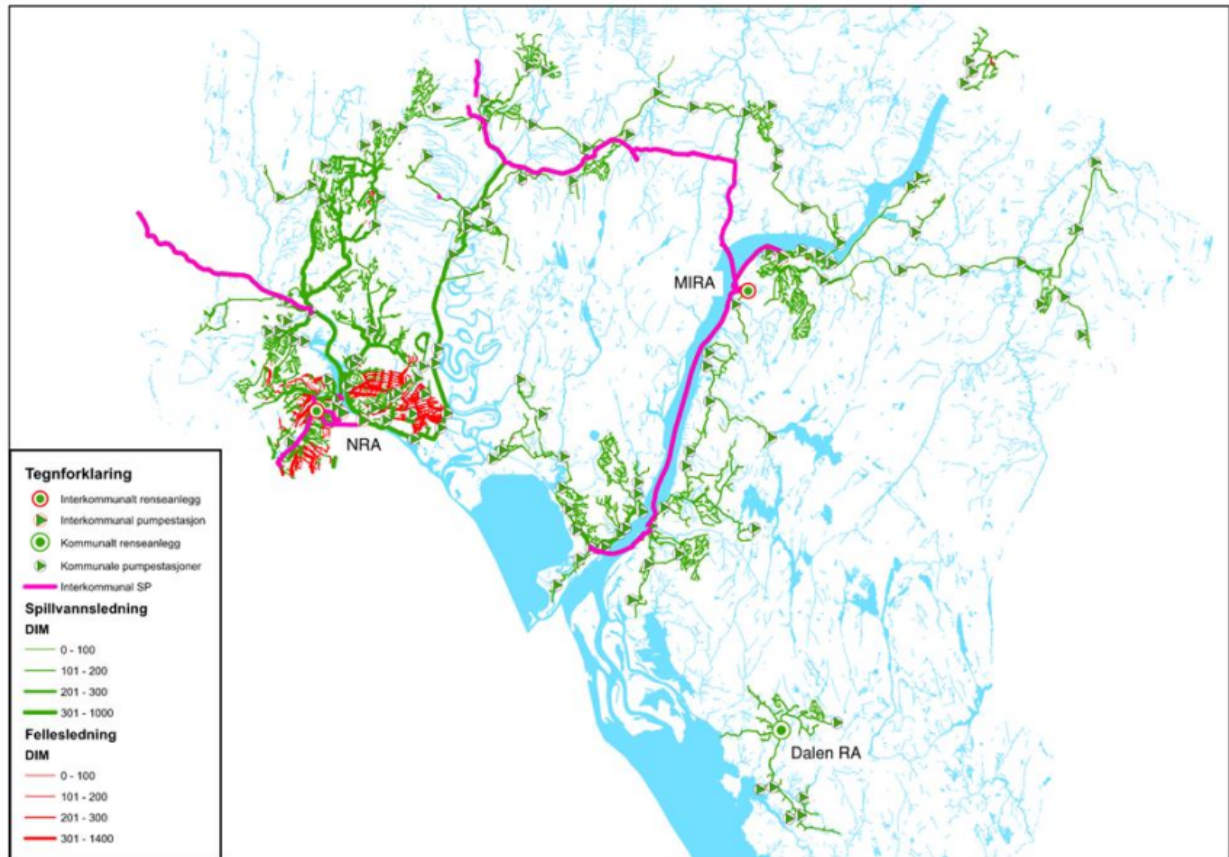 MIRA
NRA
Dalen RA
Tegnforklaring
Interkommunalt renseanlegg
Interkommunal pumpestasjon
Kommunalt renseanlegg
Kommunale pumpestasjoner
Interkommunal SP
Spillvannsledning
DIM
0 - 100
101 - 200
201 - 300
301 - 1000
Fellesledning
DIM
0 - 100
101 - 200
201 - 300
301 - 1400